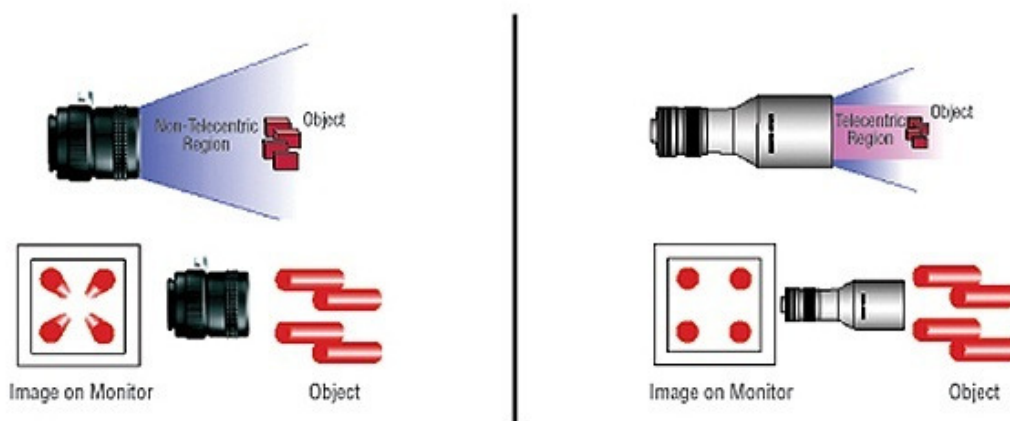 Non-Telecentric
Region
Object
Image on Monitor
Object
Telecentric
Region
Object
Image on Monitor
Object